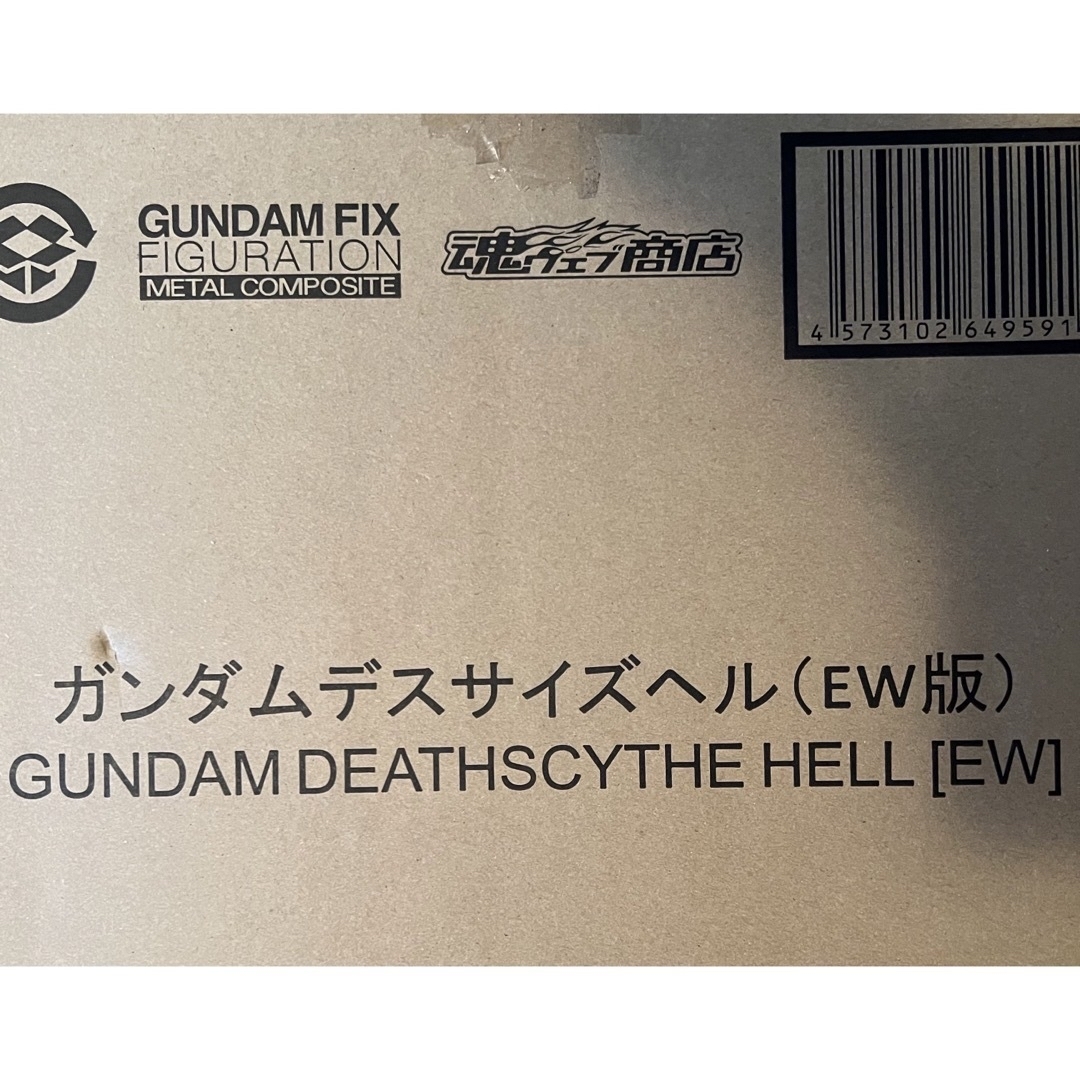 GUNDAM FIX
FIGURATION
METAL COMPOSITE
魂ウェブ商店
4 573102 649591
ガンダムデスサイズヘル（EW版）
GUNDAM DEATHSCYTHE HELL [EW]